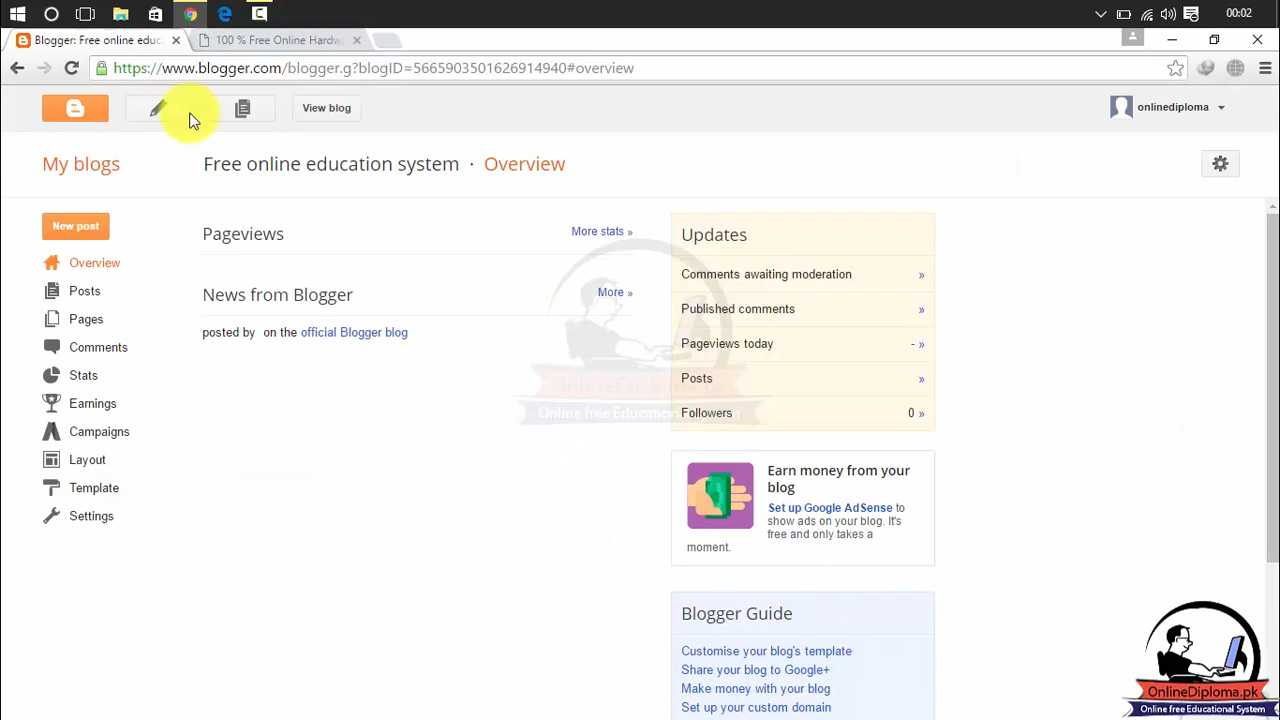 00:02
Blogger: Free online educ
100 % Free Online Hardw
https://www.blogger.com/blogger.g?blogID=5665903501626914940#overview
View blog
onlinediploma
My blogs
Free online education system · Overview
New post
Overview
Posts
Pages
Comments
Stats
Earnings
Campaigns
Layout
Template
Settings
Pageviews
More stats »
News from Blogger
More »
posted by on the official Blogger blog
Updates
Comments awaiting moderation »
Published comments »
Pageviews today - »
Posts »
Followers 0 »
Earn money from your
blog
Set up Google AdSense to
show ads on your blog. It's
free and only takes a
moment.
Blogger Guide
Customise your blog's template
Share your blog to Google+
Make money with your blog
Set up your custom domain
Online free Educational System
OnlineDiploma.pk
Online free Educational System